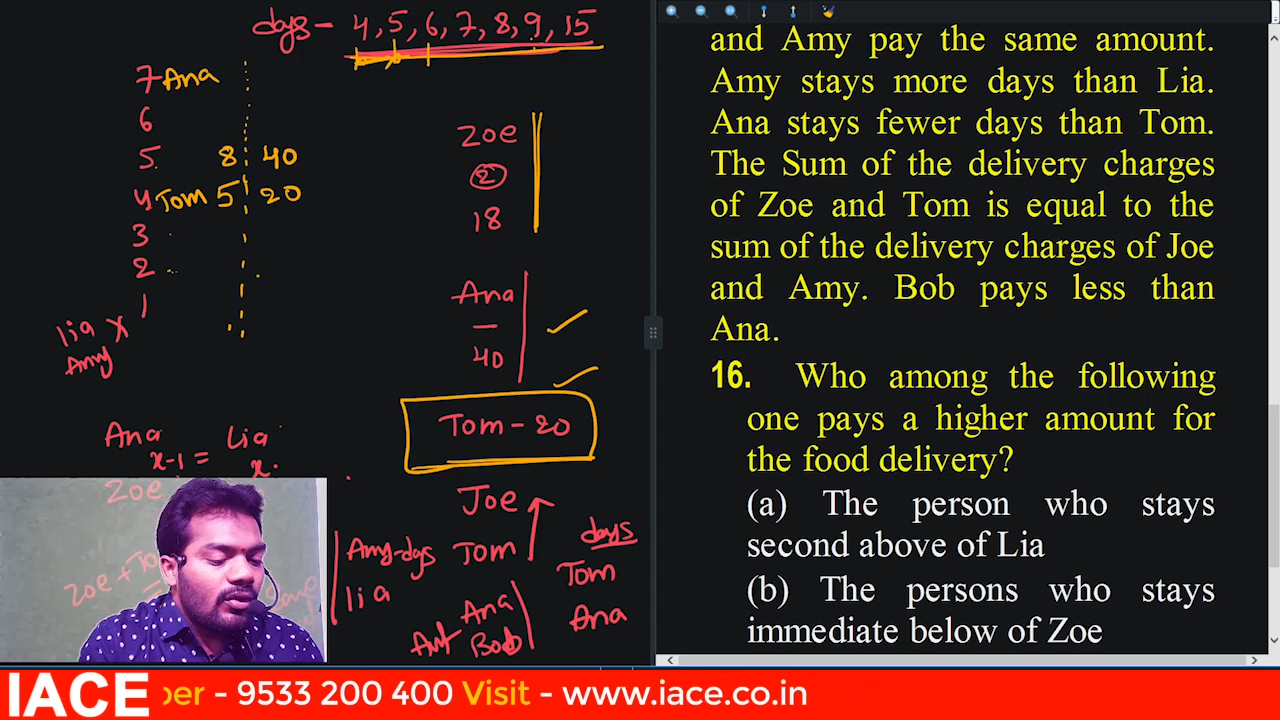 days - 4, 5, 6, 7, 8, 9, 15
7 Ana
6
5 8 40
4 Tom 5 20
3
2
1
lia x
Amy
Zoe
2
18
Ana
—
40
Tom - 20
Ana Lia
x-1 = x
Zoe
Zoe +
Joe
Tom
Amy-days
lia
Ana
Bob
days
Tom
Ana
and Amy pay the same amount.
Amy stays more days than Lia.
Ana stays fewer days than Tom.
The Sum of the delivery charges
of Zoe and Tom is equal to the
sum of the delivery charges of Joe
and Amy. Bob pays less than
Ana.
16. Who among the following
one pays a higher amount for
the food delivery?
(a) The person who stays
second above of Lia
(b) The persons who stays
immediate below of Zoe
IACE
per - 9533 200 400 Visit - www.iace.co.in